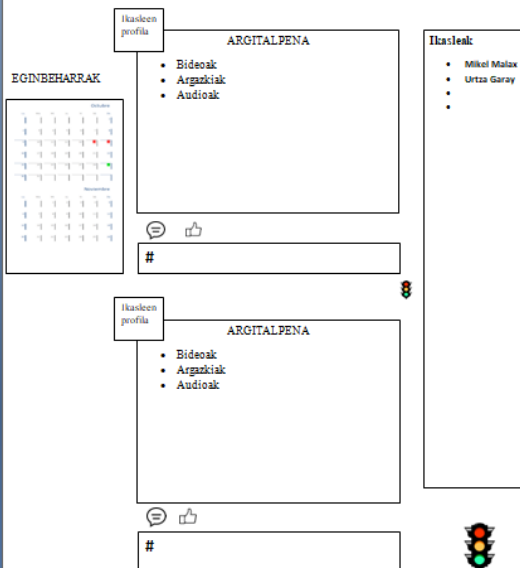 Ikasleen
profila
ARGITALPENA
• Bideoak
• Argazkiak
• Audioak
#
EGINBEHARRAK
Ikasleen
profila
ARGITALPENA
• Bideoak
• Argazkiak
• Audioak
#
Ikasleak
• Mikel Malax
• Urtza Garay